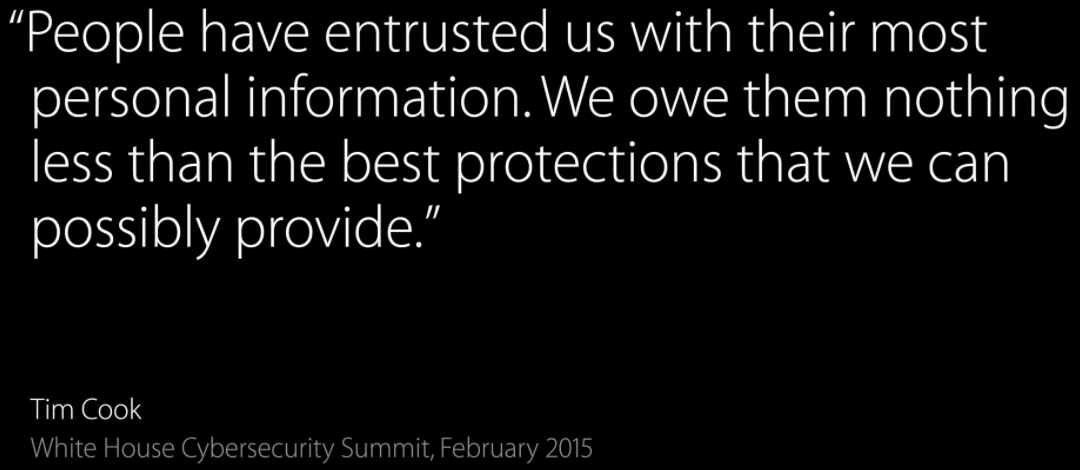 “People have entrusted us with their most
personal information. We owe them nothing
less than the best protections that we can
possibly provide.”
Tim Cook
White House Cybersecurity Summit, February 2015